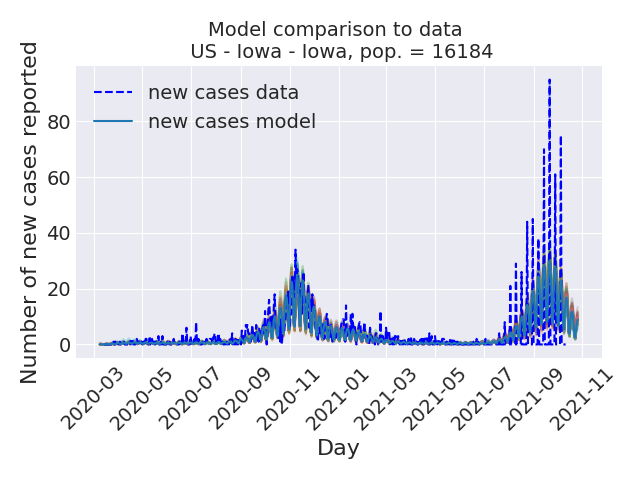 Model comparison to data
US - Iowa - Iowa, pop. = 16184
new cases data
new cases model
Number of new cases reported
80
60
40
20
0
2020-03
2020-05
2020-07
2020-09
2020-11
2021-01
2021-03
2021-05
2021-07
2021-09
2021-11
Day